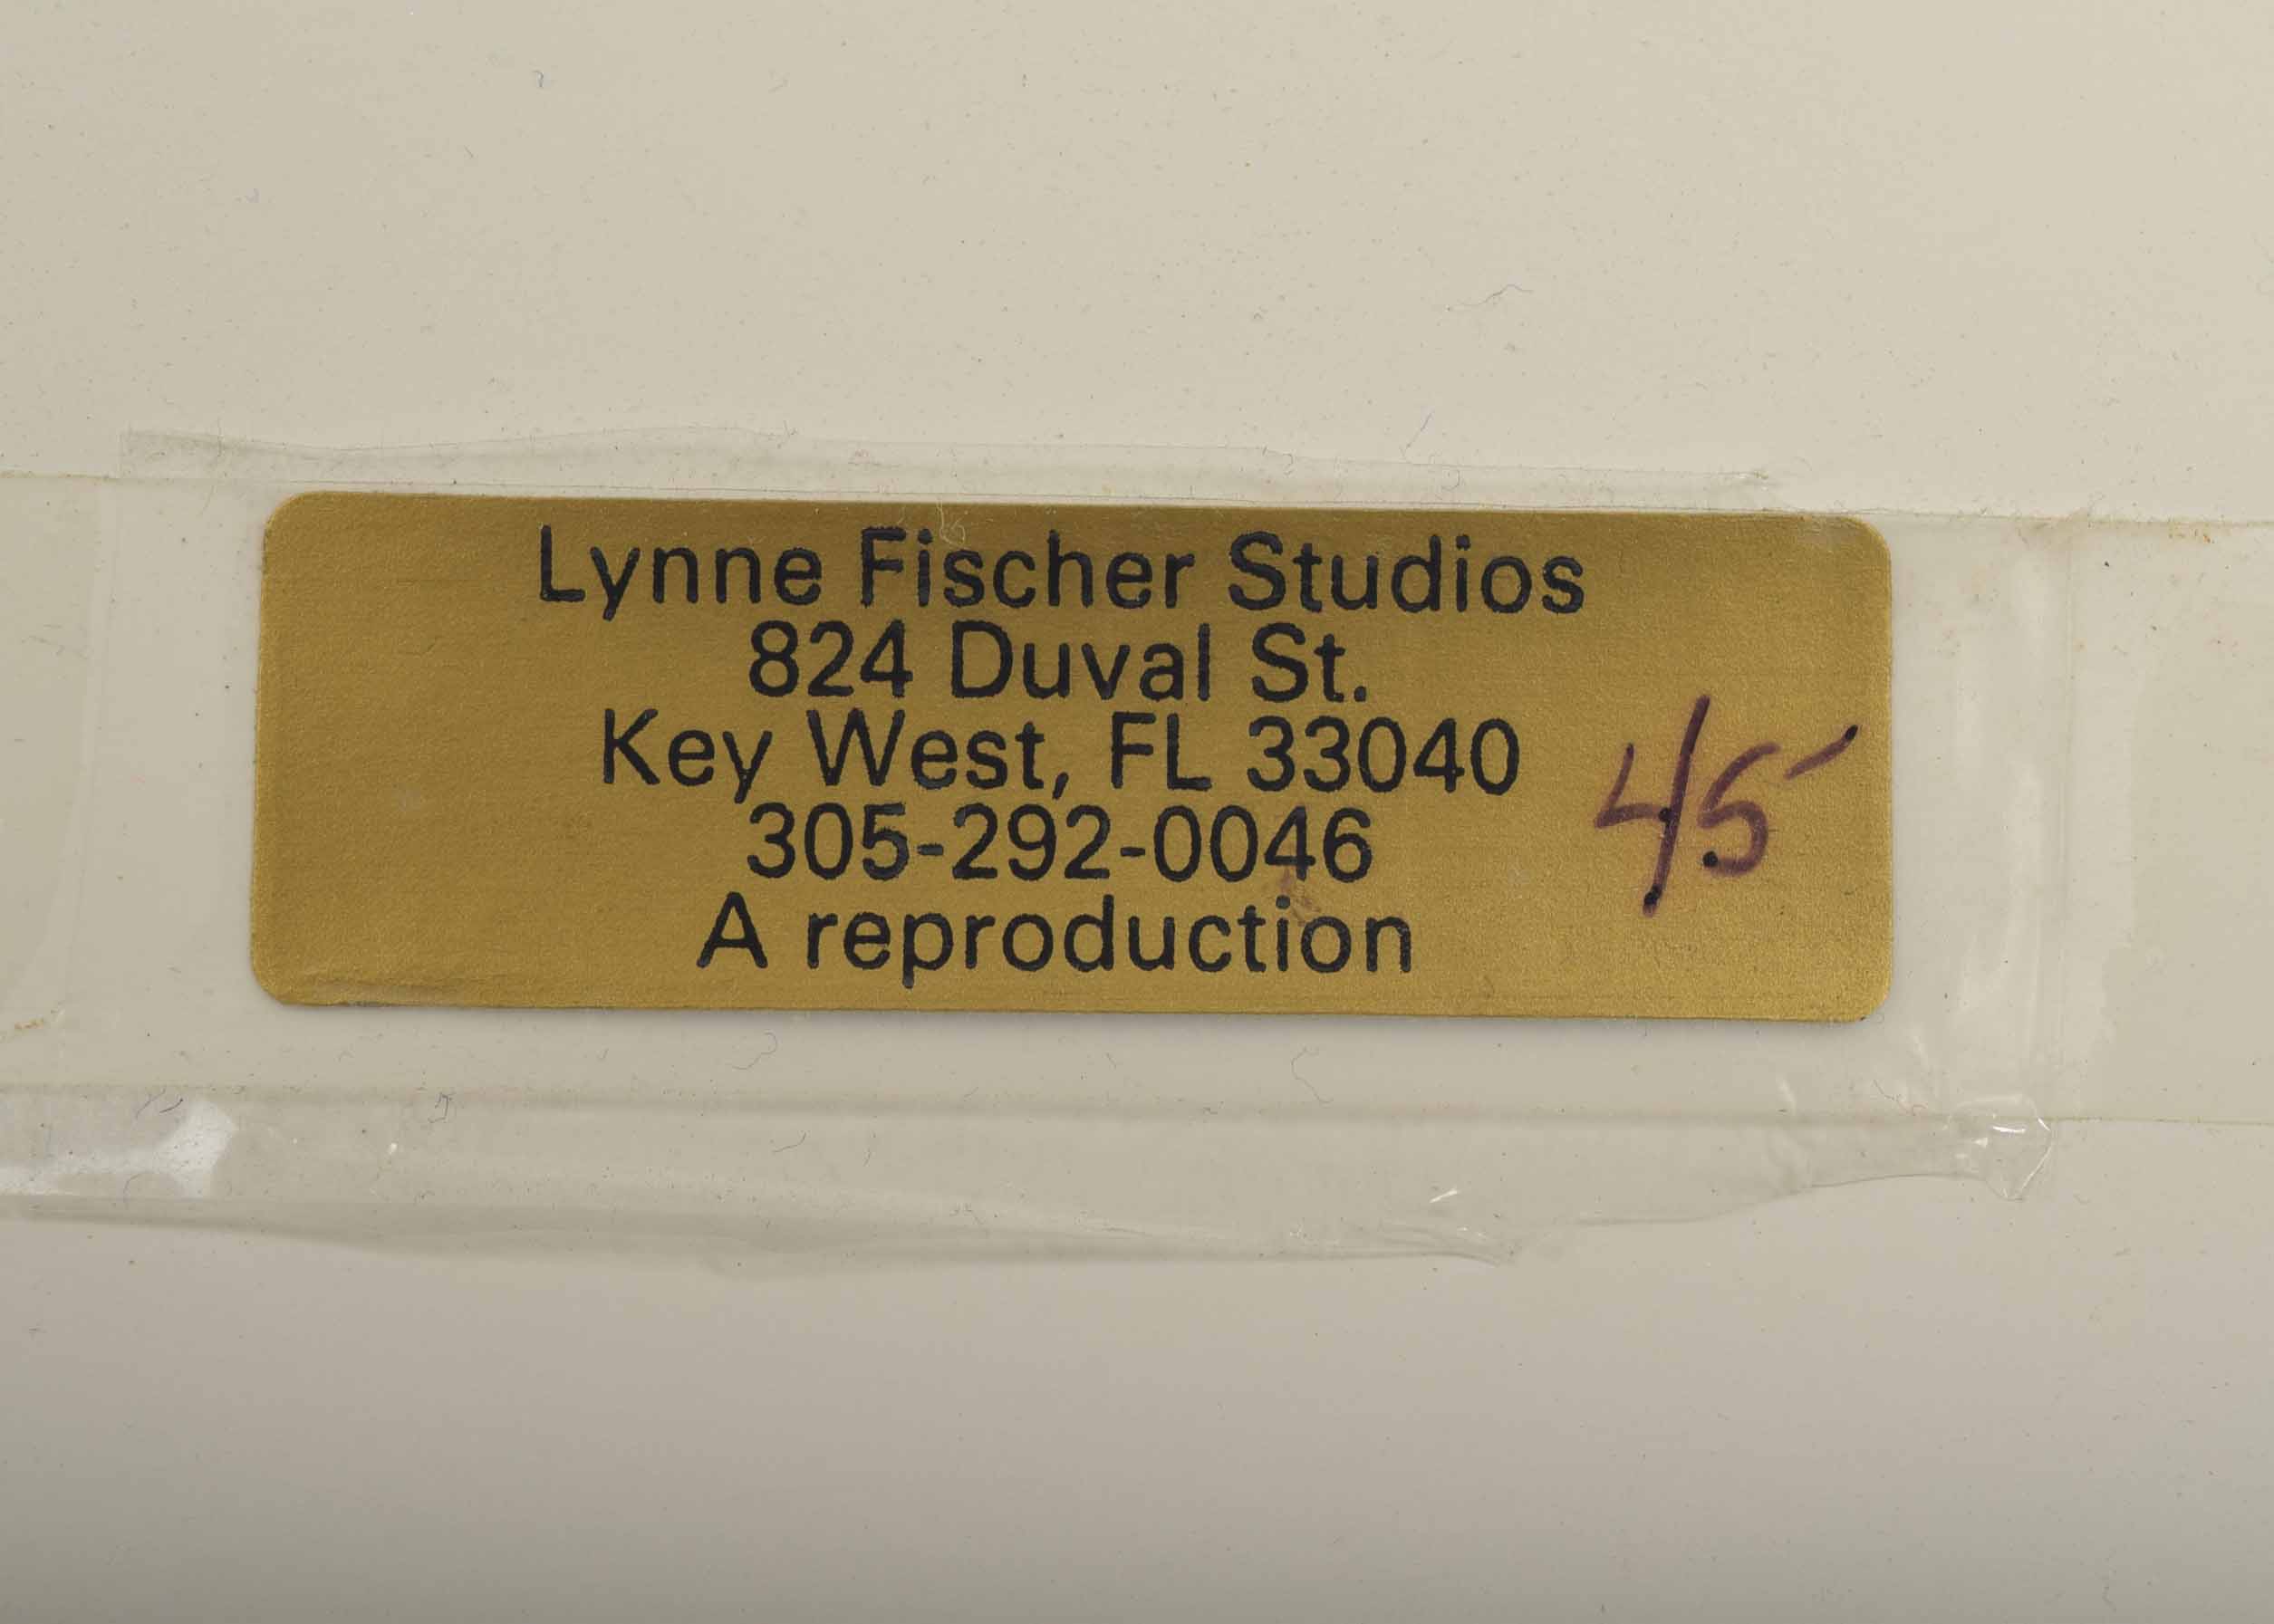 Lynne Fischer Studios
824 Duval St.
Key West, FL 33040
305-292-0046
A reproduction
45